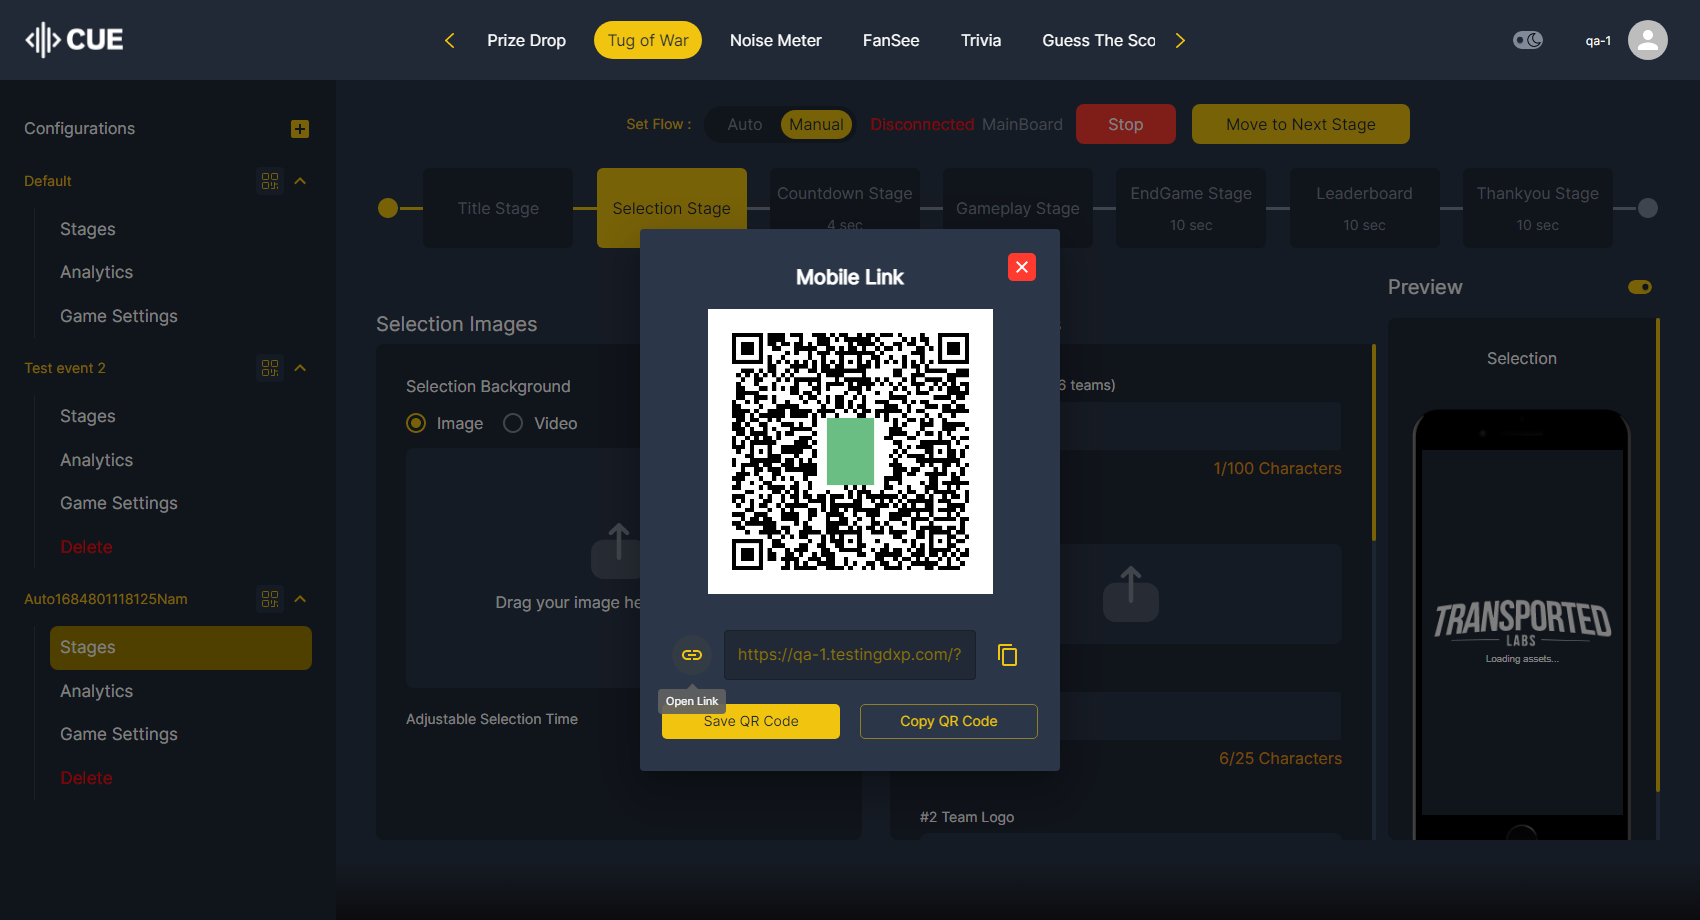 CUE
Prize Drop
Tug of War
Noise Meter
FanSee
Trivia
Guess The Sco
qa-1
Configurations
Default
Stages
Analytics
Game Settings
Test event 2
Stages
Analytics
Game Settings
Delete
Auto1684801118125Nam
Stages
Analytics
Game Settings
Delete
Set Flow :
Auto
Manual
Disconnected MainBoard
Stop
Move to Next Stage
Title Stage
Selection Stage
Countdown Stage
4 sec
Gameplay Stage
EndGame Stage
10 sec
Leaderboard
10 sec
Thankyou Stage
10 sec
Selection Images
Selection Background
Image
Video
Drag your image he
Adjustable Selection Time
Mobile Link
https://qa-1.testingdxp.com/?
Open Link
Save QR Code
Copy QR Code
6 teams)
1/100 Characters
6/25 Characters
#2 Team Logo
Preview
Selection
TRANSPORTED
LABS
Loading assets...